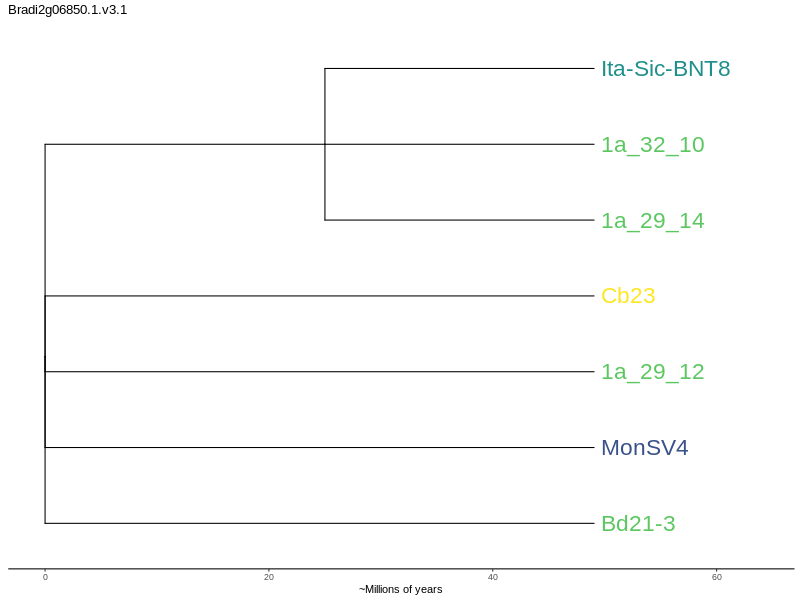 Bradi2g06850.1.v3.1
Ita-Sic-BNT8
1a_32_10
1a_29_14
Cb23
1a_29_12
MonSV4
Bd21-3
0 20 40 60
~Millions of years